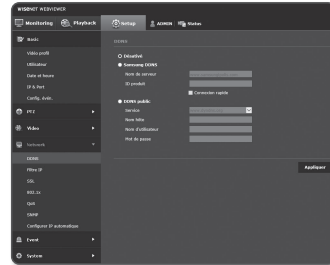 WISENET WEBVIEWER
Monitoring
Playback
Setup
ADMIN
Status
Basic
Vidéo profil
Utilisateur
Date et heure
IP & Port
Config. évén.
PTZ
Vidéo
Network
DDNS
Filtre IP
SSL
802.1x
QoS
SNMP
Configurer IP automatique
Event
System
DDNS
Désactivé
Samsung DDNS
Nom de serveur
ID produit
Connexion rapide
DDNS public
Service
Nom hôte
Nom d'utilisateur
Mot de passe
Appliquer